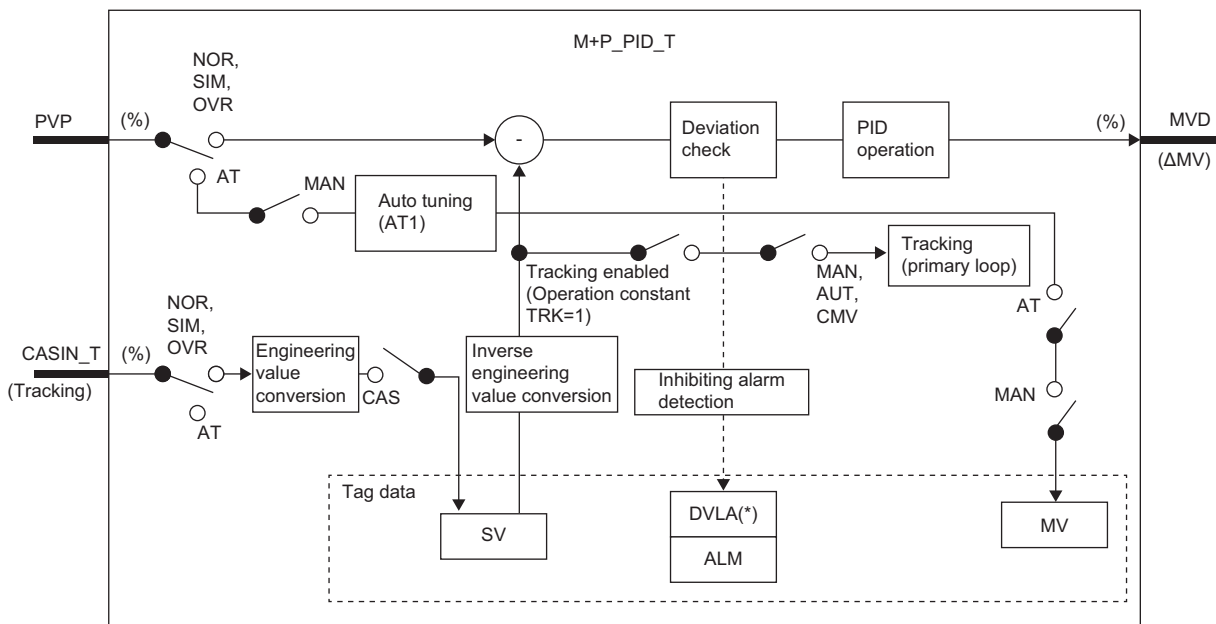 M+P_PID_T
NOR,
SIM,
OVR
PVP
(%)
AT
MAN
Auto tuning
(AT1)
-
Deviation
check
PID
operation
(%)
MVD
(ΔMV)
Tracking enabled
(Operation constant
TRK=1)
MAN,
AUT,
CMV
Tracking
(primary loop)
AT
NOR,
SIM,
OVR
CASIN_T
(%)
(Tracking)
AT
Engineering
value
conversion
CAS
Inverse
engineering
value conversion
Inhibiting alarm
detection
MAN
Tag data
SV
DVLA(*)
ALM
MV